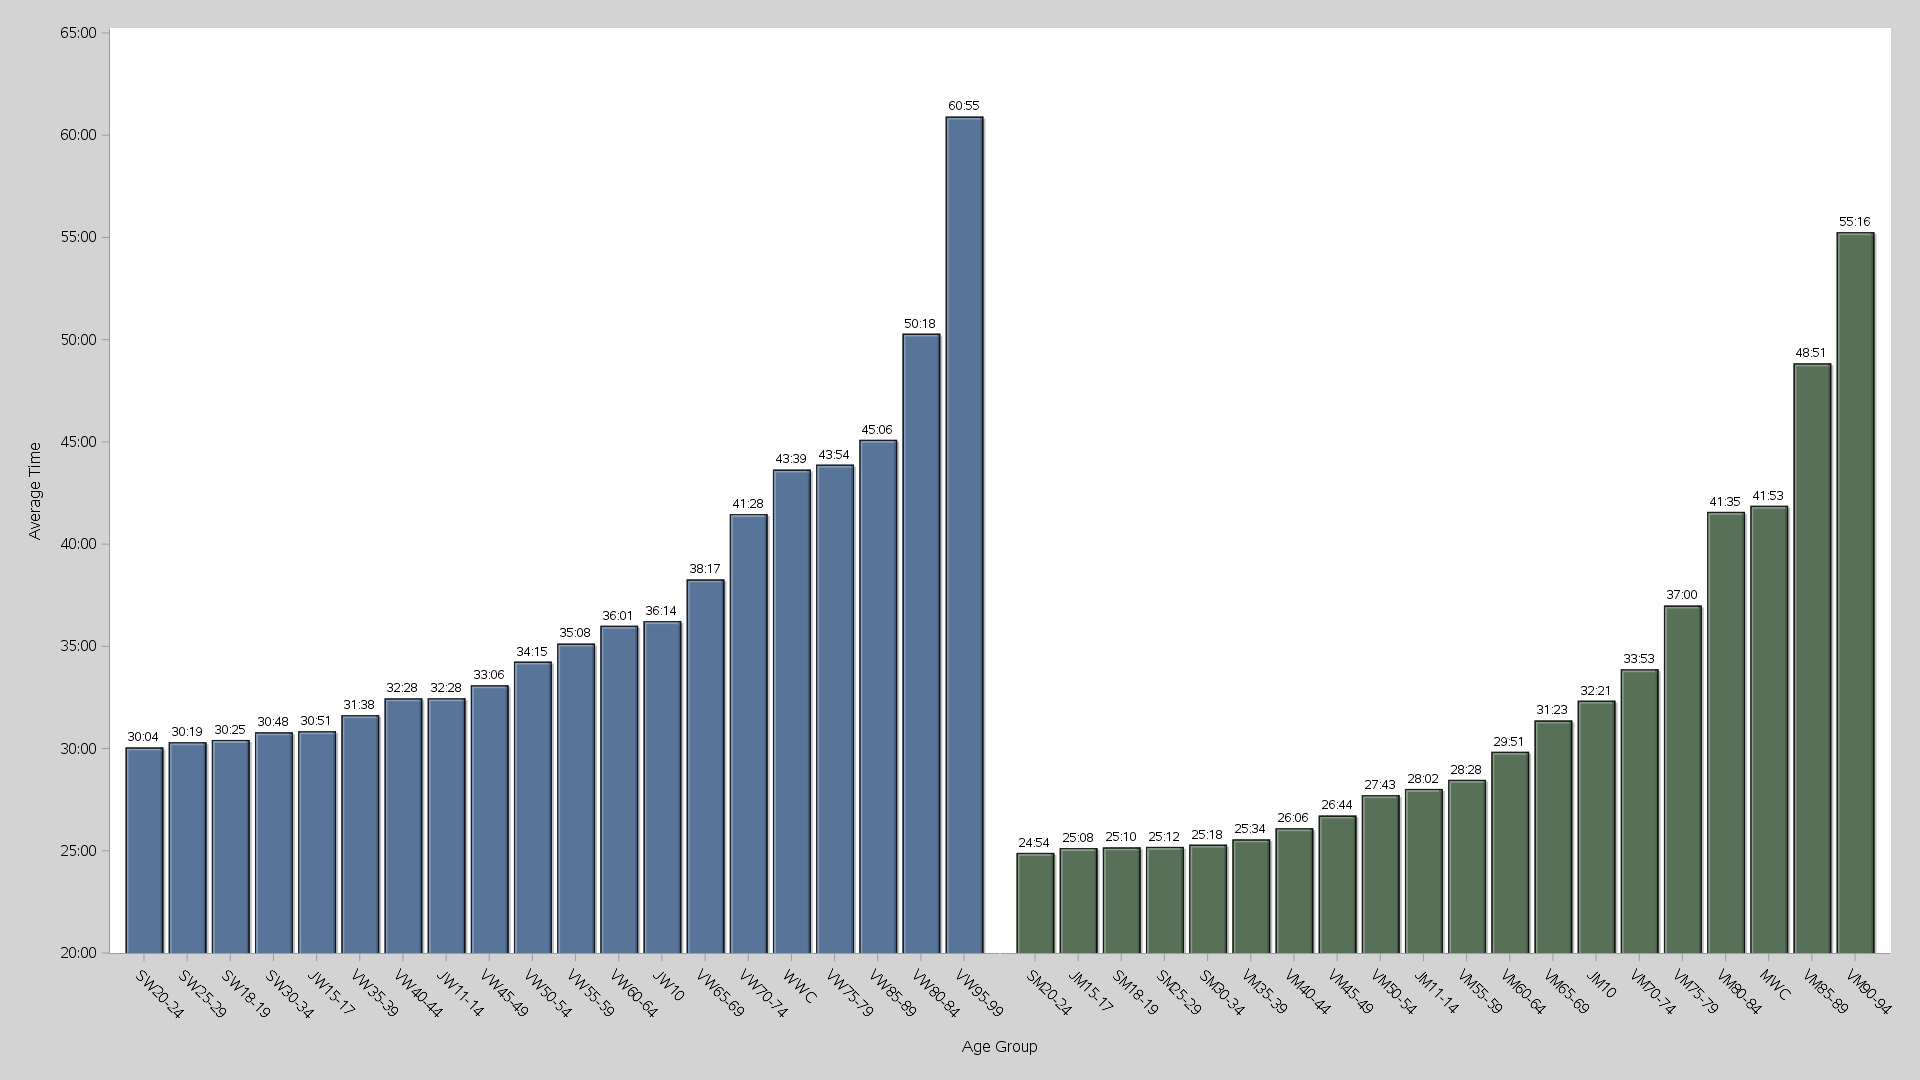 65:00
60:00
55:00
50:00
45:00
40:00
35:00
30:00
25:00
20:00
Average Time
30:04
30:19
30:25
30:48
30:51
31:38
32:28
32:28
33:06
34:15
35:08
36:01
36:14
38:17
41:28
43:39
43:54
45:06
50:18
60:55
24:54
25:08
25:10
25:12
25:18
25:34
26:06
26:44
27:43
28:02
28:28
29:51
31:23
32:21
33:53
37:00
41:35
41:53
48:51
55:16
SW20-24
SW25-29
SW18-19
SW30-34
JW15-17
VW35-39
VW40-44
JW11-14
VW45-49
VW50-54
VW55-59
VW60-64
JW10
VW65-69
VW70-74
WWC
VW75-79
VW85-89
VW80-84
VW95-99
SM20-24
JM15-17
SM18-19
SM25-29
SM30-34
VM35-39
VM40-44
VM45-49
VM50-54
JM11-14
VM55-59
VM60-64
VM65-69
JM10
VM70-74
VM75-79
VM80-84
MWC
VM85-89
VM90-94
Age Group